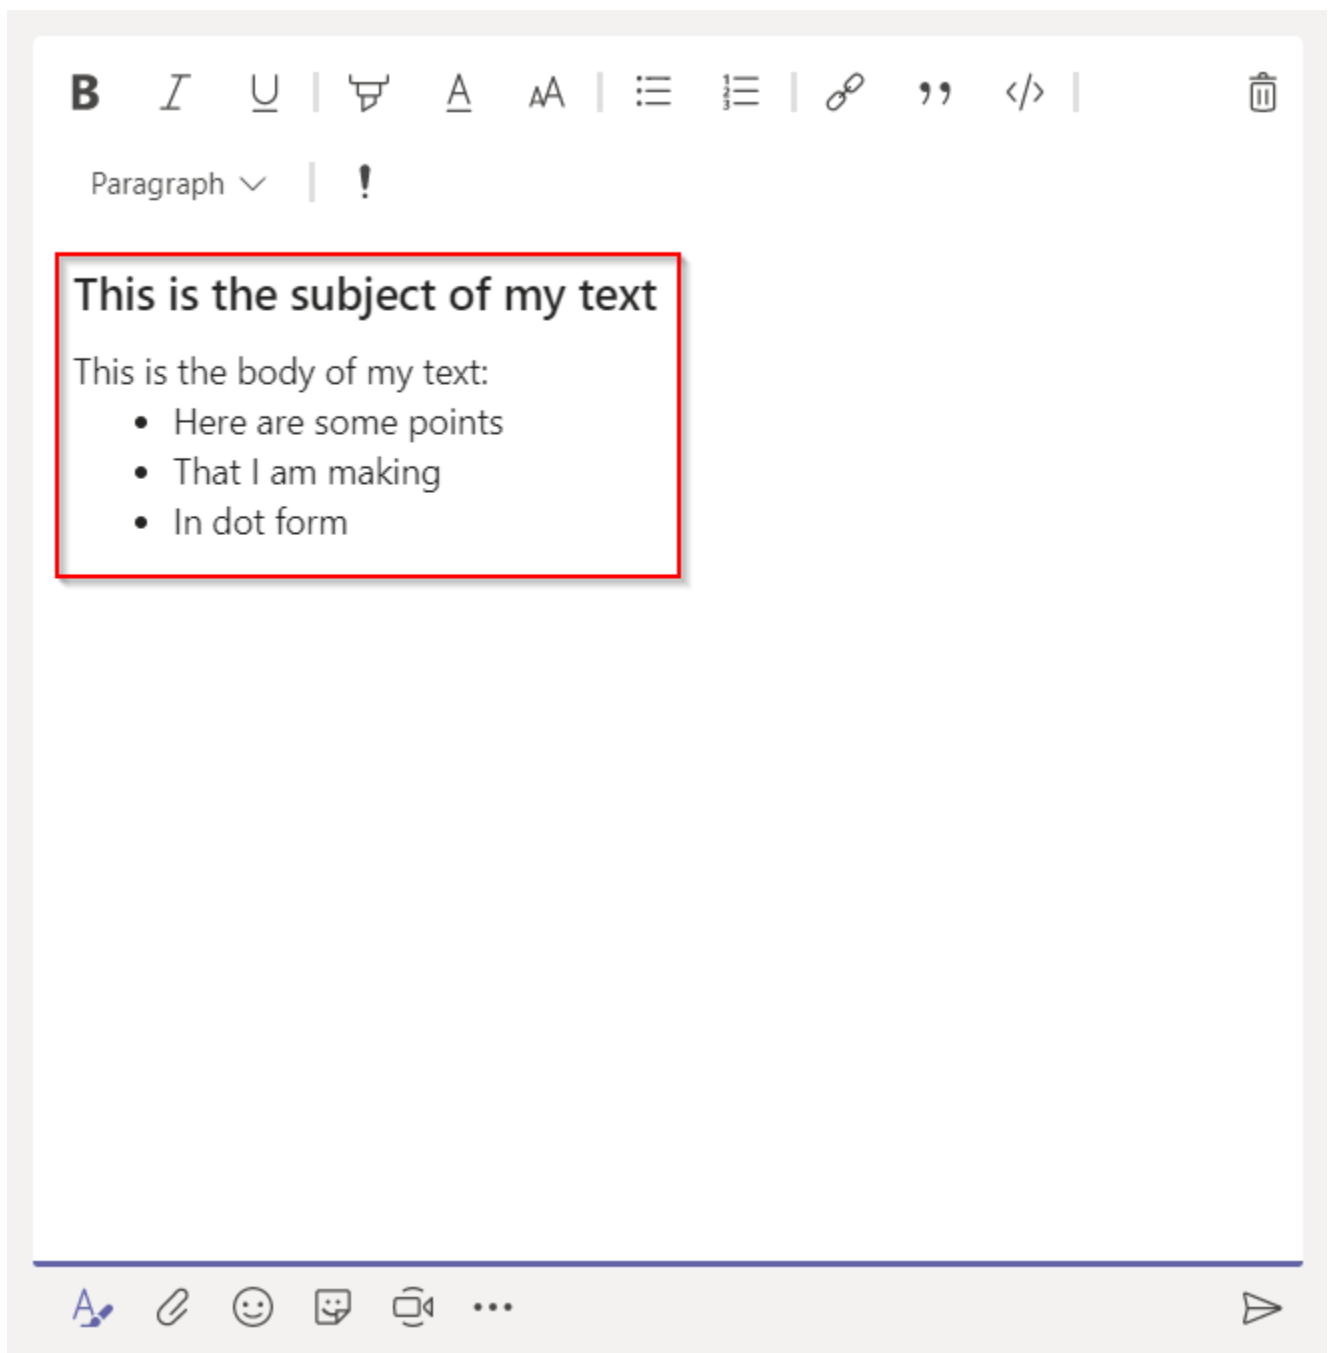 B I U A AA
Paragraph !
This is the subject of my text
This is the body of my text:
• Here are some points
• That I am making
• In dot form